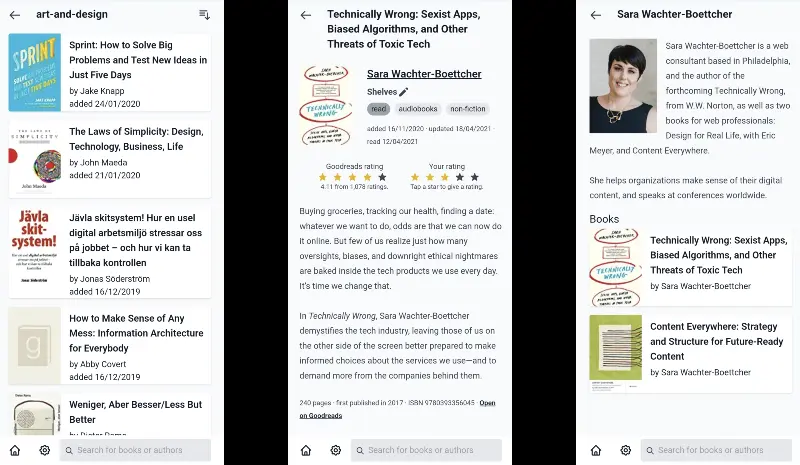 art-and-design
SPRINT
Sprint: How to Solve Big
Problems and Test New Ideas in
Just Five Days
by Jake Knapp
added 24/01/2020
THE LAWS OF
SIMPLICITY
John Maeda
The Laws of Simplicity: Design,
Technology, Business, Life
by John Maeda
added 21/01/2020
Jävla
skit-
system!
Jonas Söderström
Jävla skitsystem! Hur en usel
digital arbetsmiljö stressar oss
på jobbet – och hur vi kan ta
tillbaka kontrollen
by Jonas Söderström
added 16/12/2019
g
How to Make Sense of Any
Mess: Information Architecture
for Everybody
by Abby Covert
added 16/12/2019
Weniger, Aber Besser/Less But
Better
by Dieter Rams
Search for books or authors
Technically Wrong: Sexist Apps,
Biased Algorithms, and Other
Threats of Toxic Tech
TECHNICALLY
WRONG
Sara Wachter-Boettcher
Shelves
read audiobooks non-fiction
added 16/11/2020 · updated 18/04/2021 ·
read 12/04/2021
Goodreads rating
4.11 from 1,078 ratings.
Your rating
Tap a star to give a rating.
Buying groceries, tracking our health, finding a date:
whatever we want to do, odds are that we can now do
it online. But few of us realize just how many
oversights, biases, and downright ethical nightmares
are baked inside the tech products we use every day.
It's time we change that.
In Technically Wrong, Sara Wachter-Boettcher
demystifies the tech industry, leaving those of us on
the other side of the screen better prepared to make
informed choices about the services we use—and to
demand more from the companies behind them.
240 pages · first published in 2017 · ISBN 9780393356045 · Open
on Goodreads
Search for books or authors
Sara Wachter-Boettcher
Sara Wachter-Boettcher is a web
consultant based in Philadelphia,
and the author of the
forthcoming Technically Wrong,
from W.W. Norton, as well as two
books for web professionals:
Design for Real Life, with Eric
Meyer, and Content Everywhere.
She helps organizations make sense of their digital
content, and speaks at conferences worldwide.
Books
TECHNICALLY
WRONG
Technically Wrong: Sexist Apps,
Biased Algorithms, and Other
Threats of Toxic Tech
by Sara Wachter-Boettcher
Content Everywhere: Strategy
and Structure for Future-Ready
Content
by Sara Wachter-Boettcher
Search for books or authors